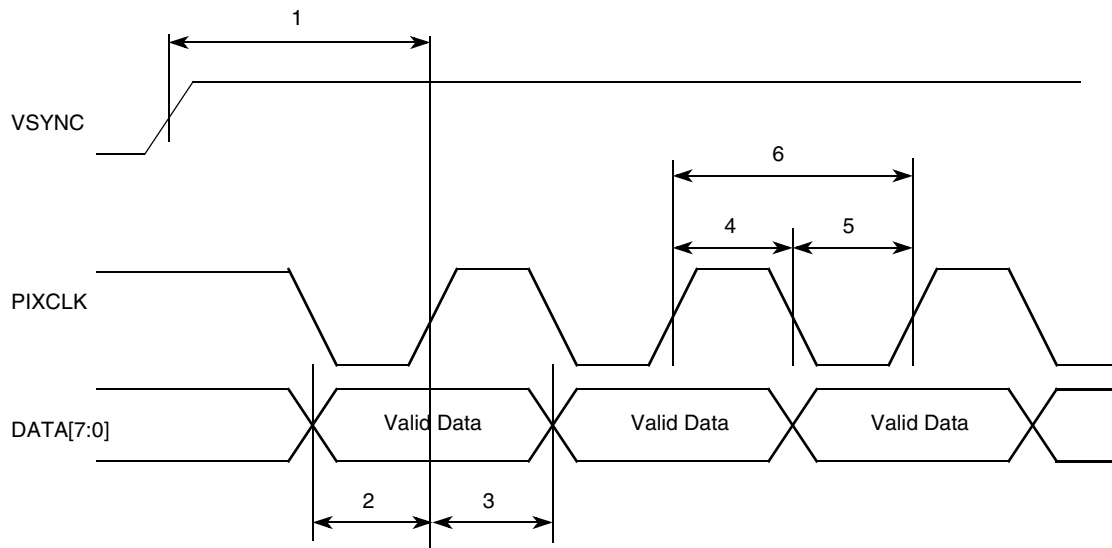 1
VSYNC
6
4 5
PIXCLK
DATA[7:0] Valid Data Valid Data Valid Data
2 3